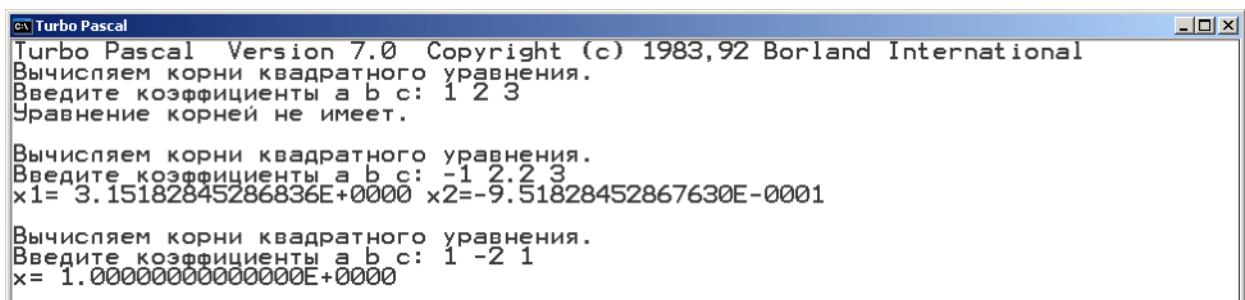 Turbo Pascal
Turbo Pascal  Version 7.0  Copyright (c) 1983,92 Borland International
Вычисляем корни квадратного уравнения.
Введите коэффициенты a b c: 1 2 3
Уравнение корней не имеет.
Вычисляем корни квадратного уравнения.
Введите коэффициенты a b c: -1 2.2 3
x1= 3.15182845286836E+0000 x2=-9.51828452867630E-0001
Вычисляем корни квадратного уравнения.
Введите коэффициенты a b c: 1 -2 1
x= 1.00000000000000E+0000